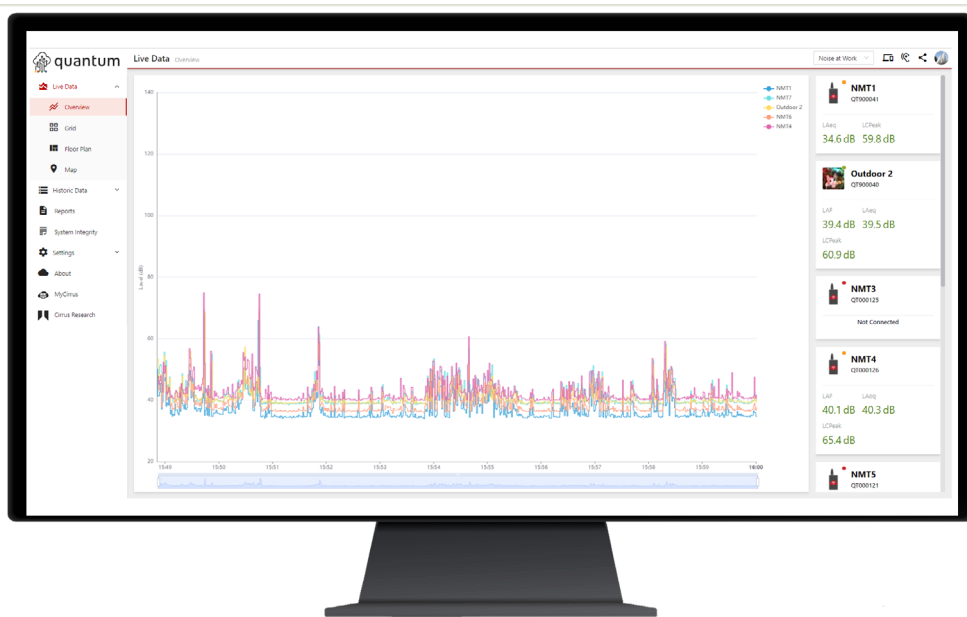 quantum
Live Data Overview
Noise at Work
Live Data
Overview
Grid
Floor Plan
Map
Historic Data
Reports
System Integrity
Settings
About
MyCirrus
Cirrus Research
140
120
100
80
60
40
20
Level (dB)
15:49 15:50 15:51 15:52 15:53 15:54 15:55 15:56 15:57 15:58 15:59 16:00
NMT1
NMT7
Outdoor 2
NMT6
NMT4
NMT1
QT900041
LAeq LCPeak
34.6 dB 59.8 dB
Outdoor 2
QT900040
LAF LAeq
39.4 dB 39.5 dB
LCPeak
60.9 dB
NMT3
QT000125
Not Connected
NMT4
QT000126
LAF LAeq
40.1 dB 40.3 dB
LCPeak
65.4 dB
NMT5
QT000121